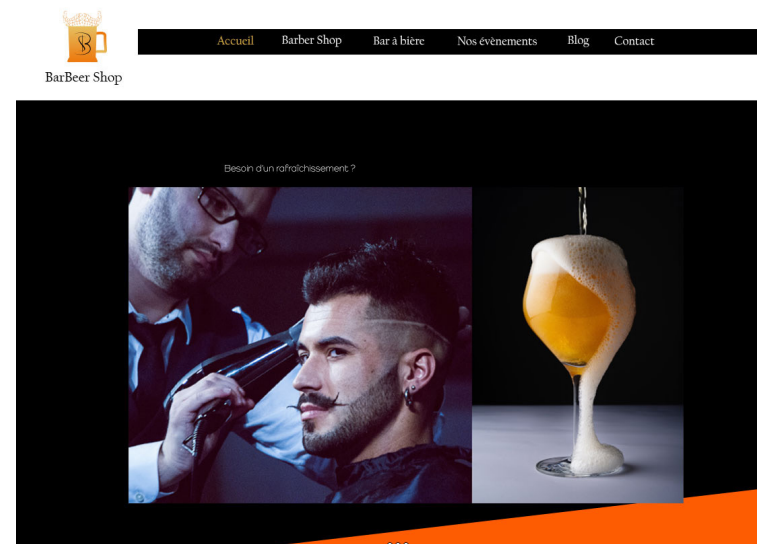 B
BarBeer Shop
Accueil Barber Shop Bar à bière Nos évènements Blog Contact
Besoin d'un rafraîchissement ?